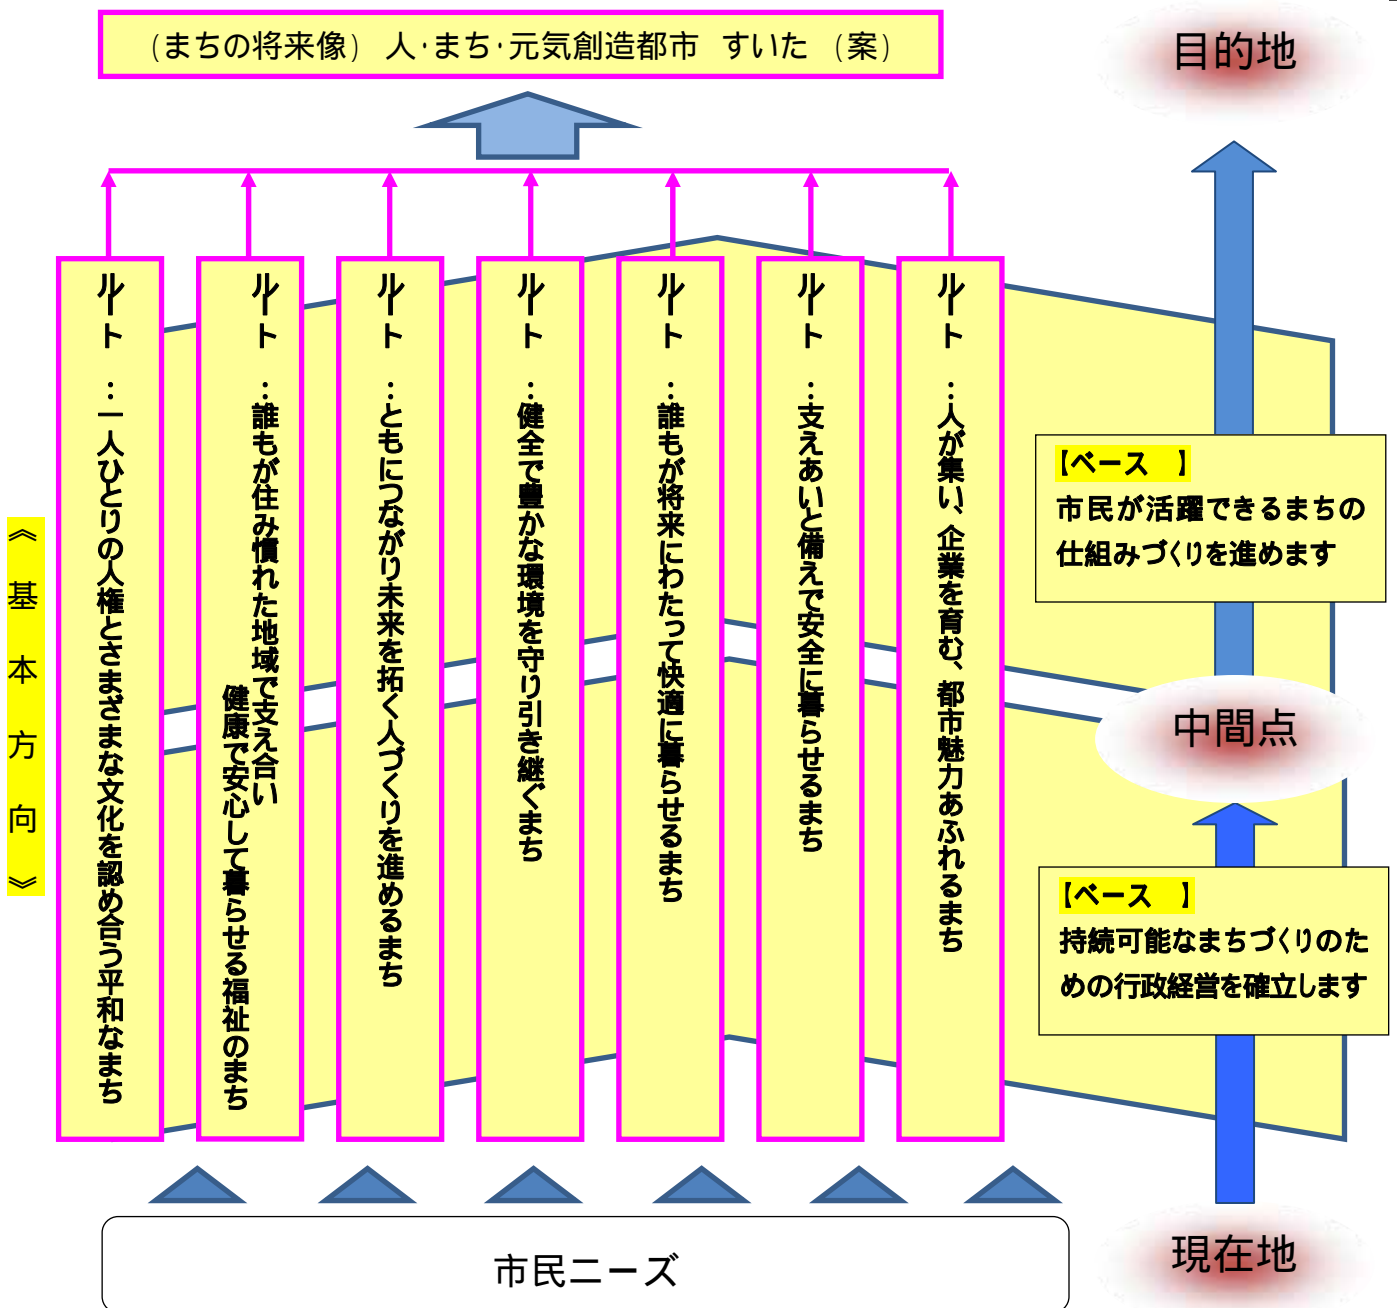 (まちの将来像) 人・まち・元気創造都市 すいた (案)
目的地
ルート :一人ひとりの人権とさまざまな文化を認め合う平和なまち
ルート :誰もが住み慣れた地域で支え合い
健康で安心して暮らせる福祉のまち
ルート :ともにつながり未来を拓く人づくりを進めるまち
ルート :健全で豊かな環境を守り引き継ぐまち
ルート :誰もが将来にわたって快適に暮らせるまち
ルート :支えあいと備えで安全に暮らせるまち
ルート :人が集い、企業を育む、都市魅力あふれるまち
《基本方向》
【ベース 】
市民が活躍できるまちの
仕組みづくりを進めます
中間点
【ベース 】
持続可能なまちづくりのた
めの行政経営を確立します
現在地
市民ニーズ